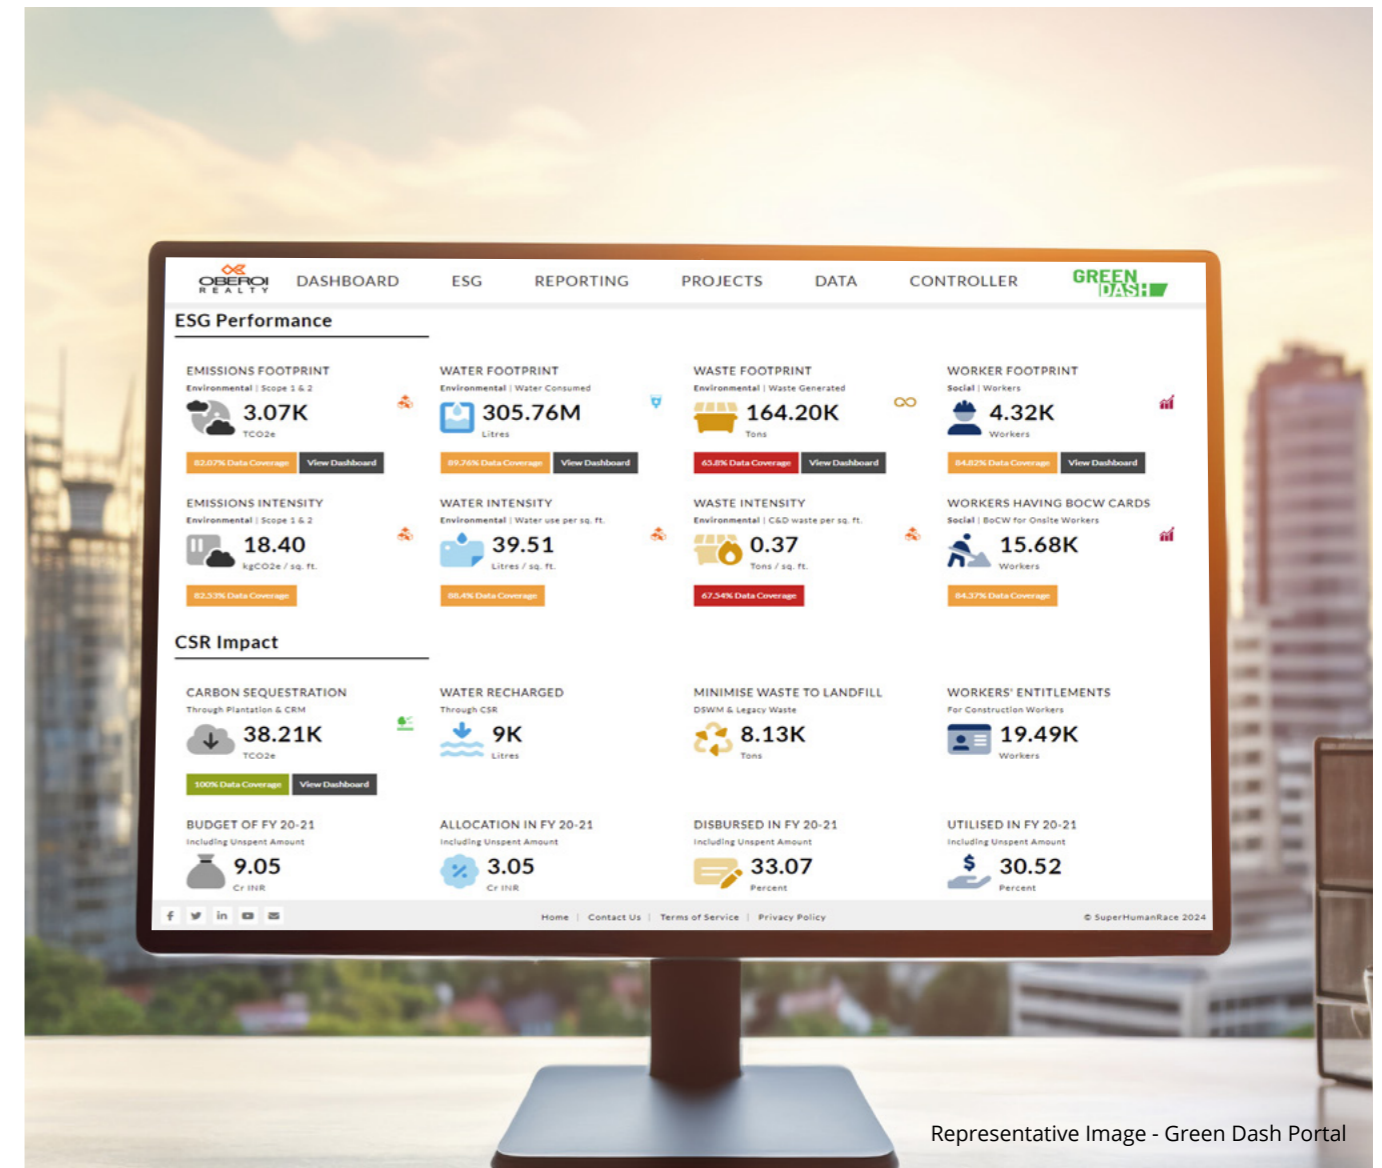 OBEROI
REALTY
DASHBOARD ESG REPORTING PROJECTS DATA CONTROLLER
GREEN
DASH
ESG Performance
EMISSIONS FOOTPRINT
Environmental | Scope 1 & 2
3.07K
TCO2e
82.07% Data Coverage View Dashboard
WATER FOOTPRINT
Environmental | Water Consumed
305.76M
Litres
89.76% Data Coverage View Dashboard
WASTE FOOTPRINT
Environmental | Waste Generated
164.20K
Tons
65.8% Data Coverage View Dashboard
WORKER FOOTPRINT
Social | Workers
4.32K
Workers
84.82% Data Coverage View Dashboard
EMISSIONS INTENSITY
Environmental | Scope 1 & 2
18.40
kgCO2e / sq. ft.
82.53% Data Coverage
WATER INTENSITY
Environmental | Water use per sq. ft.
39.51
Litres / sq. ft.
88.4% Data Coverage
WASTE INTENSITY
Environmental | C&D waste per sq. ft.
0.37
Tons / sq. ft.
67.54% Data Coverage
WORKERS HAVING BOCW CARDS
Social | BoCW for Onsite Workers
15.68K
Workers
84.37% Data Coverage
CSR Impact
CARBON SEQUESTRATION
Through Plantation & CRM
38.21K
TCO2e
100% Data Coverage View Dashboard
WATER RECHARGED
Through CSR
9K
Litres
MINIMISE WASTE TO LANDFILL
DSWM & Legacy Waste
8.13K
Tons
WORKERS' ENTITLEMENTS
For Construction Workers
19.49K
Workers
BUDGET OF FY 20-21
Including Unspent Amount
9.05
Cr INR
ALLOCATION IN FY 20-21
Including Unspent Amount
3.05
Cr INR
DISBURSED IN FY 20-21
Including Unspent Amount
33.07
Percent
UTILISED IN FY 20-21
Including Unspent Amount
30.52
Percent
Home | Contact Us | Terms of Service | Privacy Policy
© SuperHumanRace 2024
Representative Image - Green Dash Portal